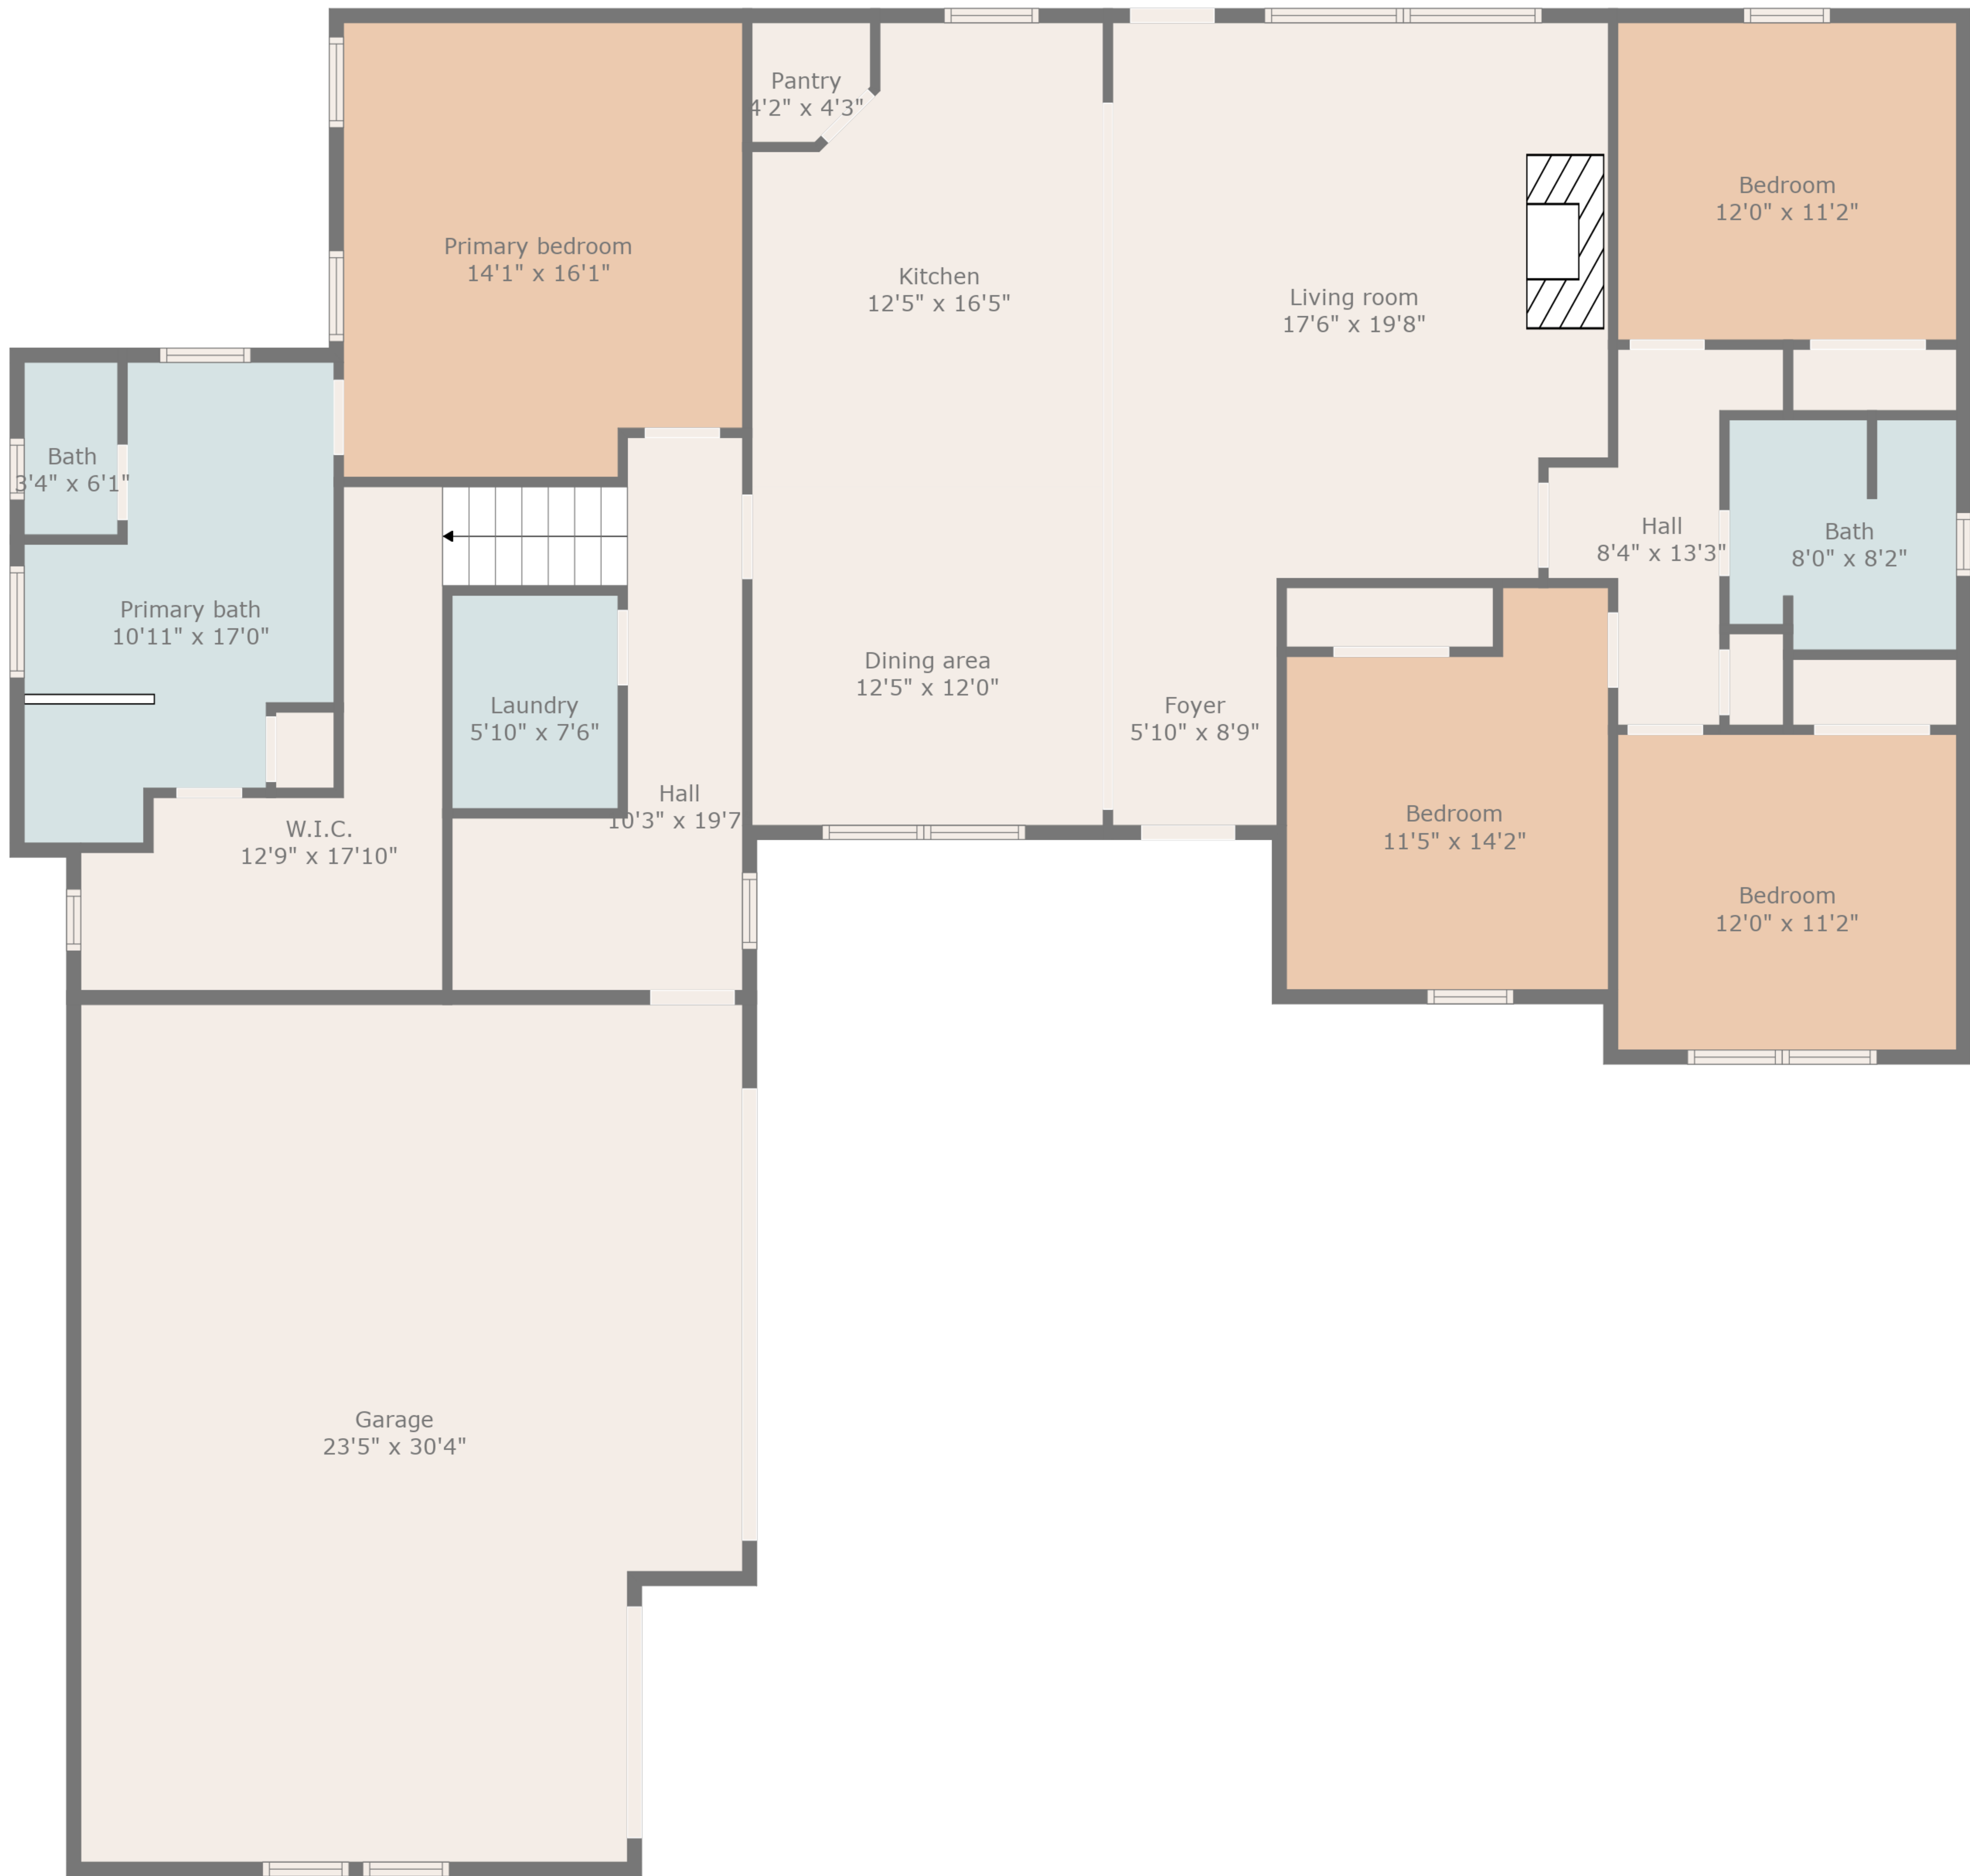 Pantry
4'2" x 4'3"
Bedroom
12'0" x 11'2"
Primary bedroom
14'1" x 16'1"
Kitchen
12'5" x 16'5"
Living room
17'6" x 19'8"
Bath
3'4" x 6'1"
Hall
8'4" x 13'3"
Bath
8'0" x 8'2"
Primary bath
10'11" x 17'0"
Dining area
12'5" x 12'0"
Laundry
5'10" x 7'6"
Foyer
5'10" x 8'9"
Hall
10'3" x 19'7
W.I.C.
12'9" x 17'10"
Bedroom
11'5" x 14'2"
Bedroom
12'0" x 11'2"
Garage
23'5" x 30'4"